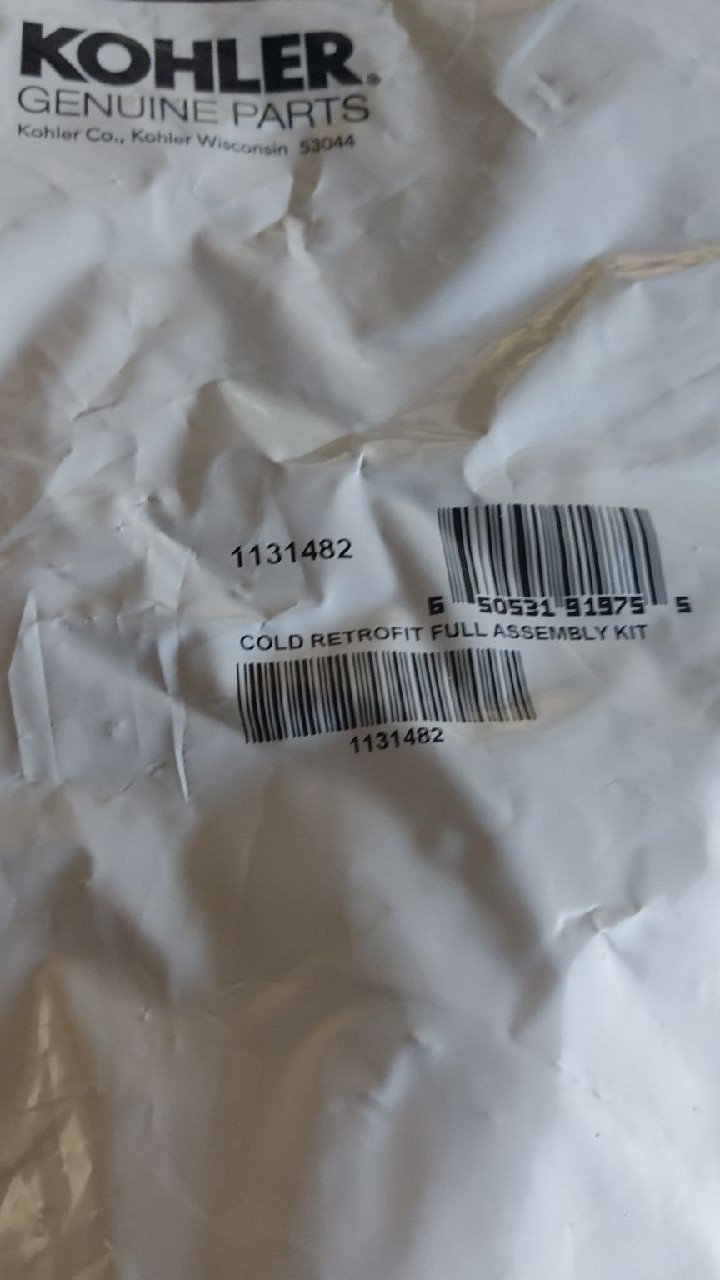 KOHLER®
GENUINE PARTS
Kohler Co., Kohler Wisconsin 53044
1131482
6 50531 91975 5
COLD RETROFIT FULL ASSEMBLY KIT
1131482